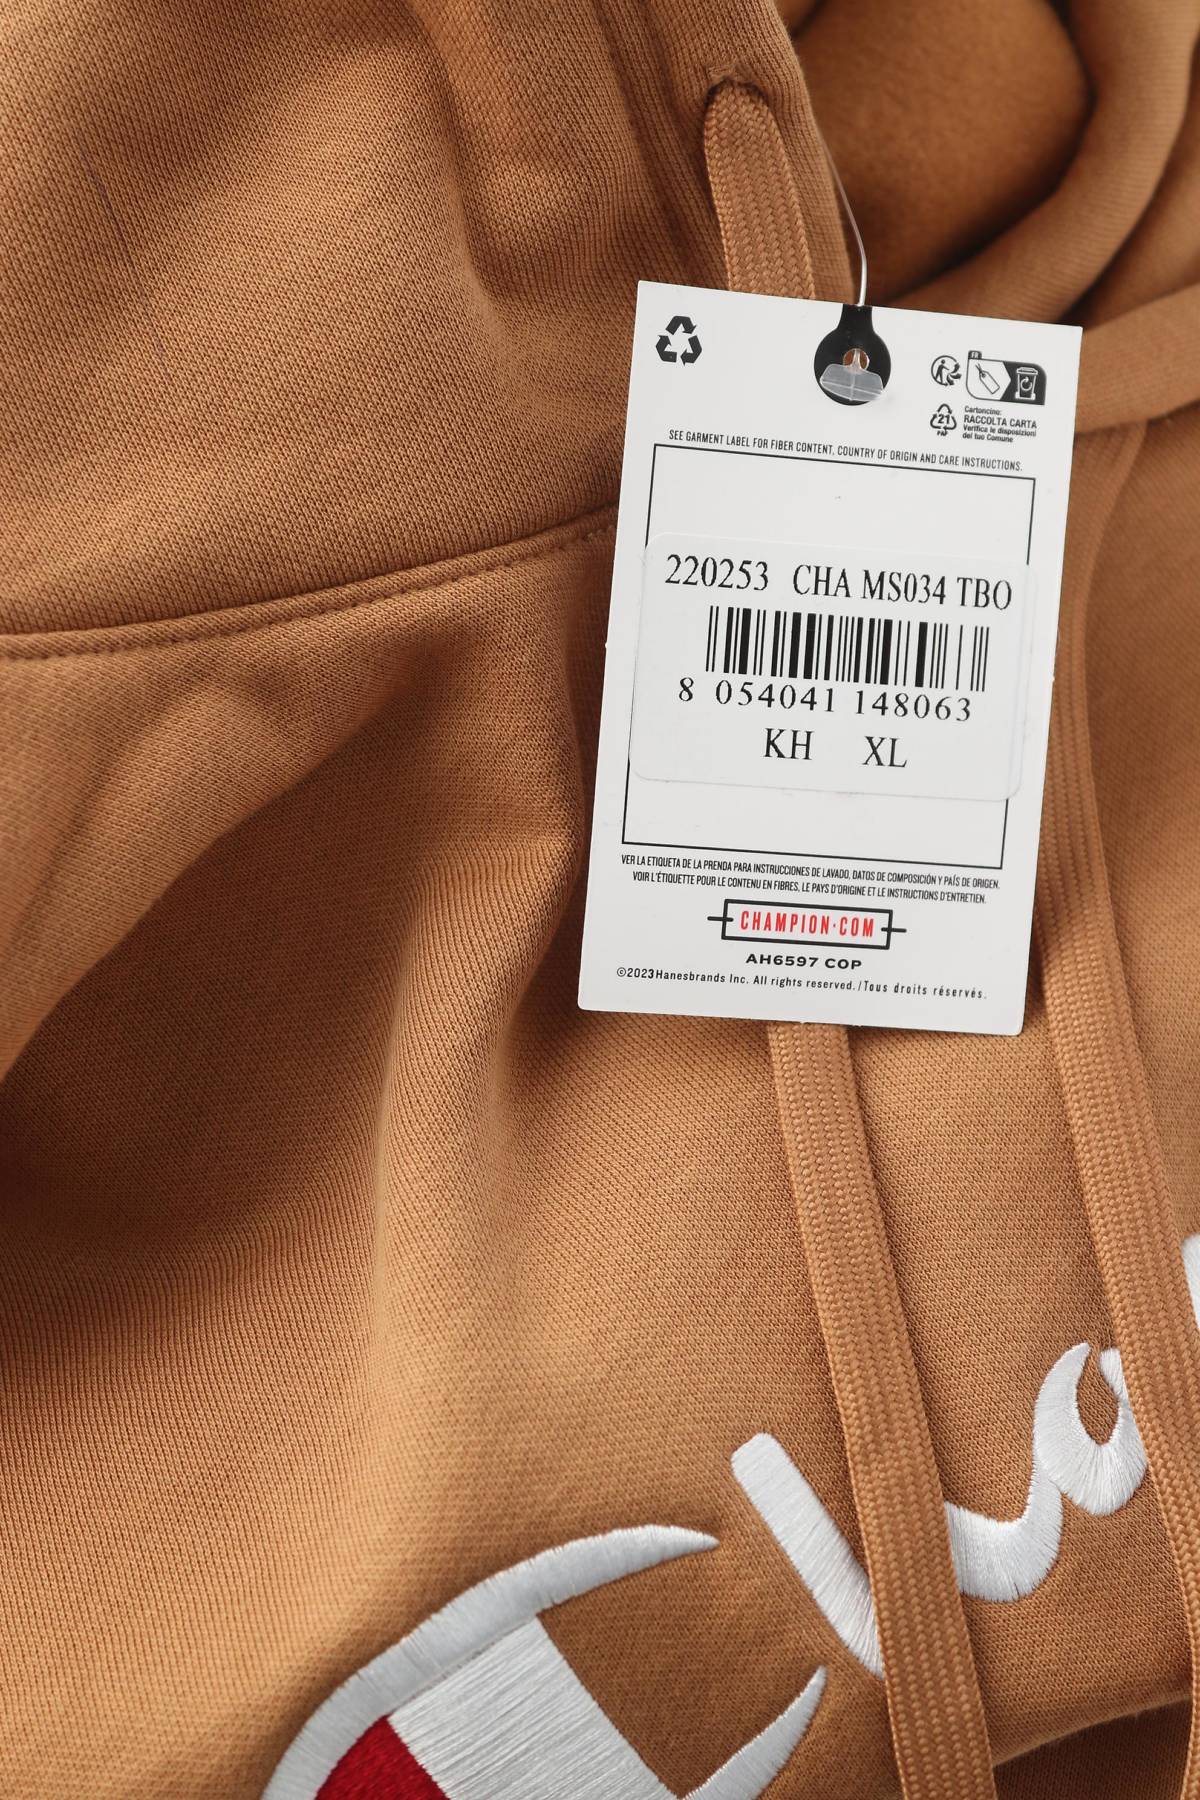 FR
Cartoncino:
RACCOLTA CARTA
Verifica le disposizioni
del tuo Comune
21
PAP
SEE GARMENT LABEL FOR FIBER CONTENT, COUNTRY OF ORIGIN AND CARE INSTRUCTIONS.
220253 CHA MS034 TBO
8 054041 148063
KH XL
VER LA ETIQUETA DE LA PRENDA PARA INSTRUCCIONES DE LAVADO, DATOS DE COMPOSICIÓN Y PAÍS DE ORIGEN.
VOIR L'ÉTIQUETTE POUR LE CONTENU EN FIBRES, LE PAYS D'ORIGINE ET LE INSTRUCTIONS D'ENTRETIEN.
CHAMPION·COM
AH6597 COP
©2023Hanesbrands Inc. All rights reserved./Tous droits réservés.